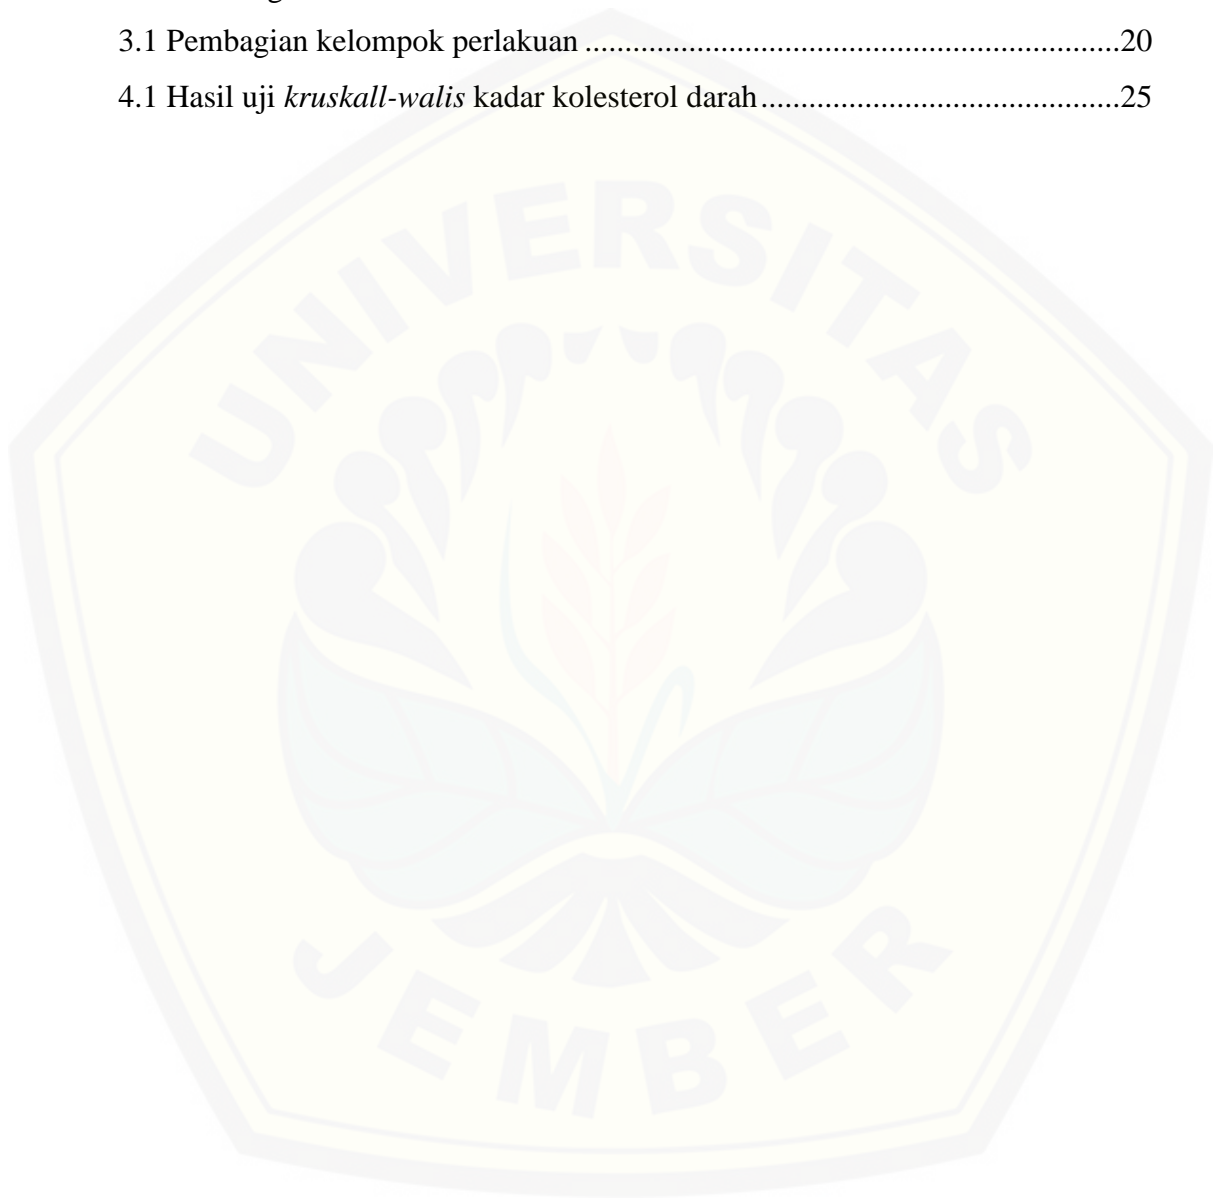 3.1 Pembagian kelompok perlakuan ....................................................................20
4.1 Hasil uji kruskall-walis kadar kolesterol darah..............................................25
UNIVERSITAS
JEMBER